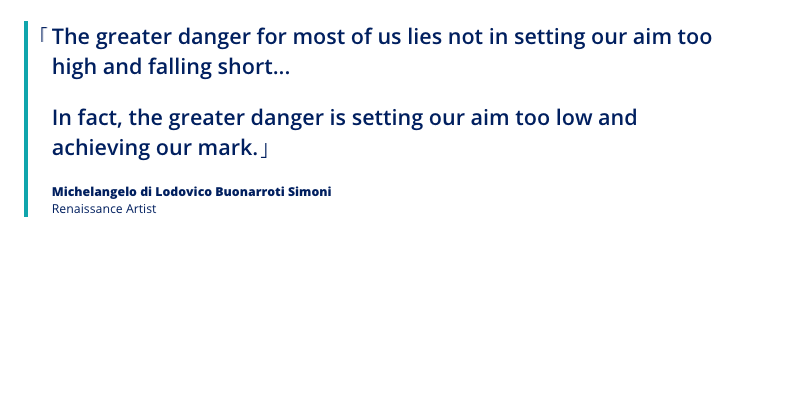 「The greater danger for most of us lies not in setting our aim too
high and falling short...
In fact, the greater danger is setting our aim too low and
achieving our mark.」
Michelangelo di Lodovico Buonarroti Simoni
Renaissance Artist